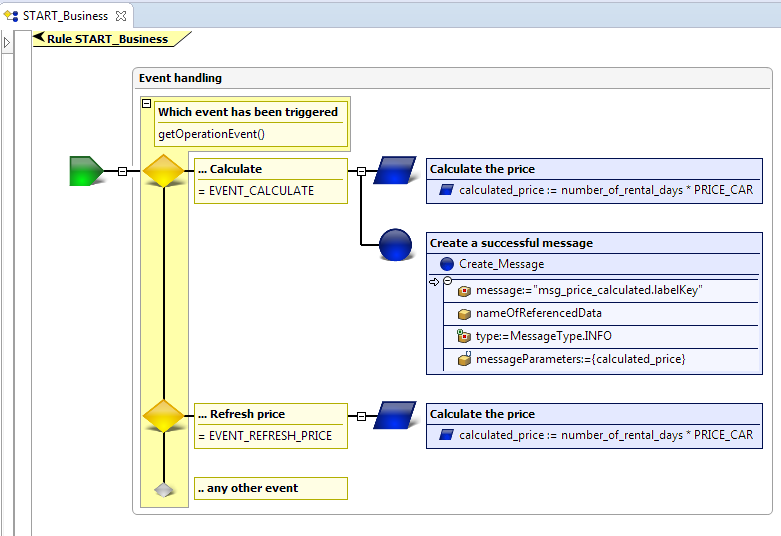 START_Business
Rule START_Business
Event handling
Which event has been triggered
getOperationEvent()
... Calculate
= EVENT_CALCULATE
Calculate the price
calculated_price := number_of_rental_days * PRICE_CAR
Create a successful message
Create_Message
message:="msg_price_calculated.labelKey"
nameOfReferencedData
type:=MessageType.INFO
messageParameters:={calculated_price}
... Refresh price
= EVENT_REFRESH_PRICE
Calculate the price
calculated_price := number_of_rental_days * PRICE_CAR
.. any other event